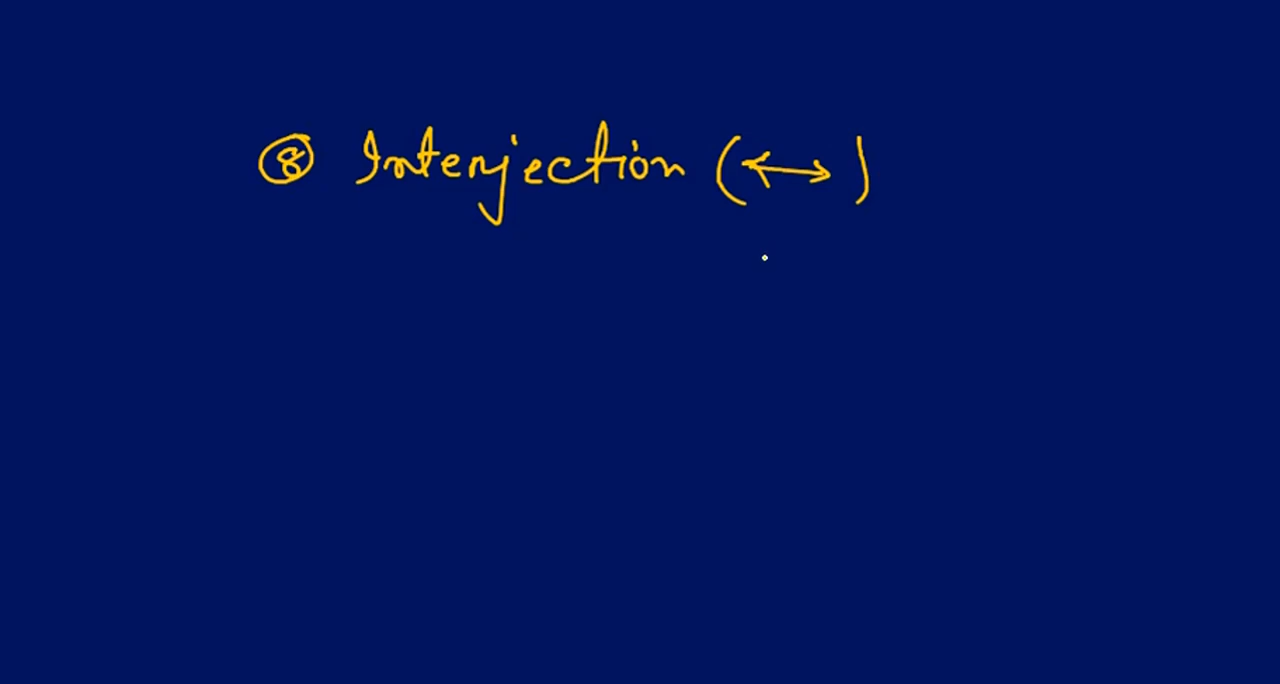 ⑧ Interjection (↔)